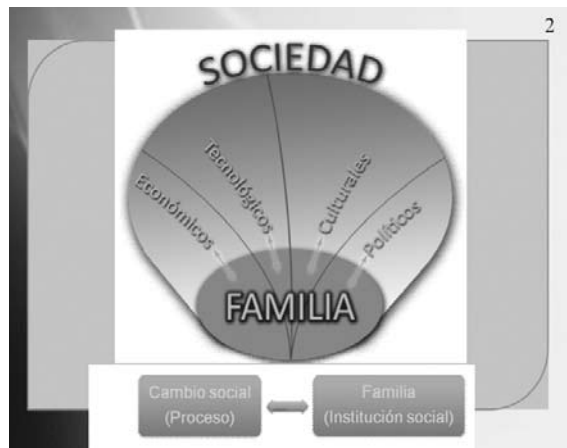 2
SOCIEDAD
Económicos
Tecnológicos
Culturales
Políticos
FAMILIA
Cambio social
(Proceso)
Familia
(Institución social)